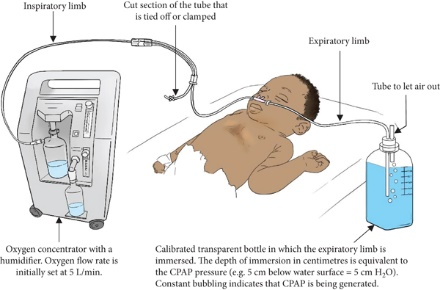 Inspiratory limb
Cut section of the tube that
is tied off or clamped
Expiratory limb
Tube to let air out
Oxygen concentrator with a
humidifier. Oxygen flow rate is
initially set at 5 L/min.
Calibrated transparent bottle in which the expiratory limb is
immersed. The depth of immersion in centimetres is equivalent to
the CPAP pressure (e.g. 5 cm below water surface = 5 cm H₂O).
Constant bubbling indicates that CPAP is being generated.